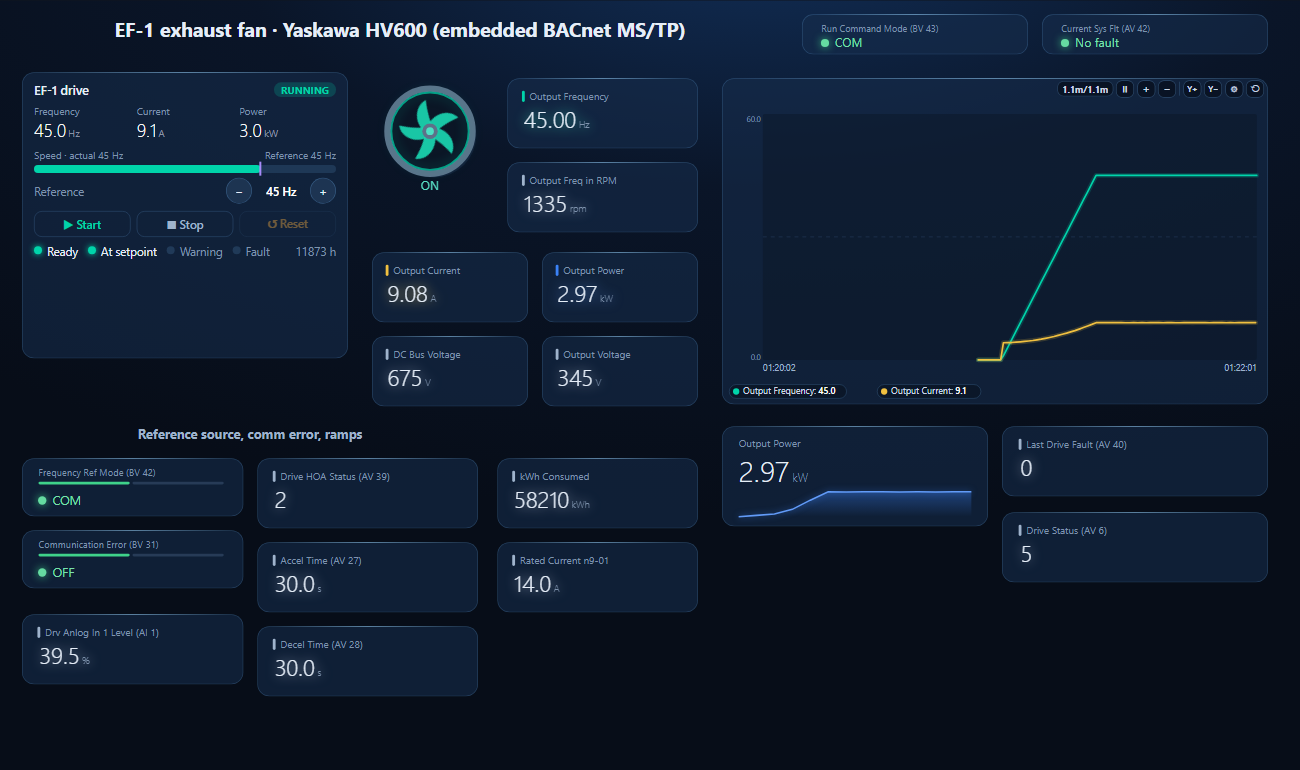 EF-1 exhaust fan · Yaskawa HV600 (embedded BACnet MS/TP)
Run Command Mode (BV 43)
COM
Current Sys Flt (AV 42)
No fault
EF-1 drive
RUNNING
Frequency
Current
Power
45.0 Hz
9.1 A
3.0 kW
Speed · actual 45 Hz
Reference 45 Hz
Reference
− 45 Hz +
▶ Start
■ Stop
↺ Reset
Ready
At setpoint
Warning
Fault
11873 h
ON
Output Frequency
45.00 Hz
Output Freq in RPM
1335 rpm
Output Current
9.08 A
Output Power
2.97 kW
DC Bus Voltage
675 V
Output Voltage
345 V
1.1m/1.1m
+
−
Y+
Y−
60.0
0.0
01:20:02
01:22:01
Output Frequency: 45.0
Output Current: 9.1
Reference source, comm error, ramps
Frequency Ref Mode (BV 42)
COM
Communication Error (BV 31)
OFF
Drv Anlog In 1 Level (AI 1)
39.5 %
Drive HOA Status (AV 39)
2
Accel Time (AV 27)
30.0 s
Decel Time (AV 28)
30.0 s
kWh Consumed
58210 kWh
Rated Current n9-01
14.0 A
Output Power
2.97 kW
Last Drive Fault (AV 40)
0
Drive Status (AV 6)
5